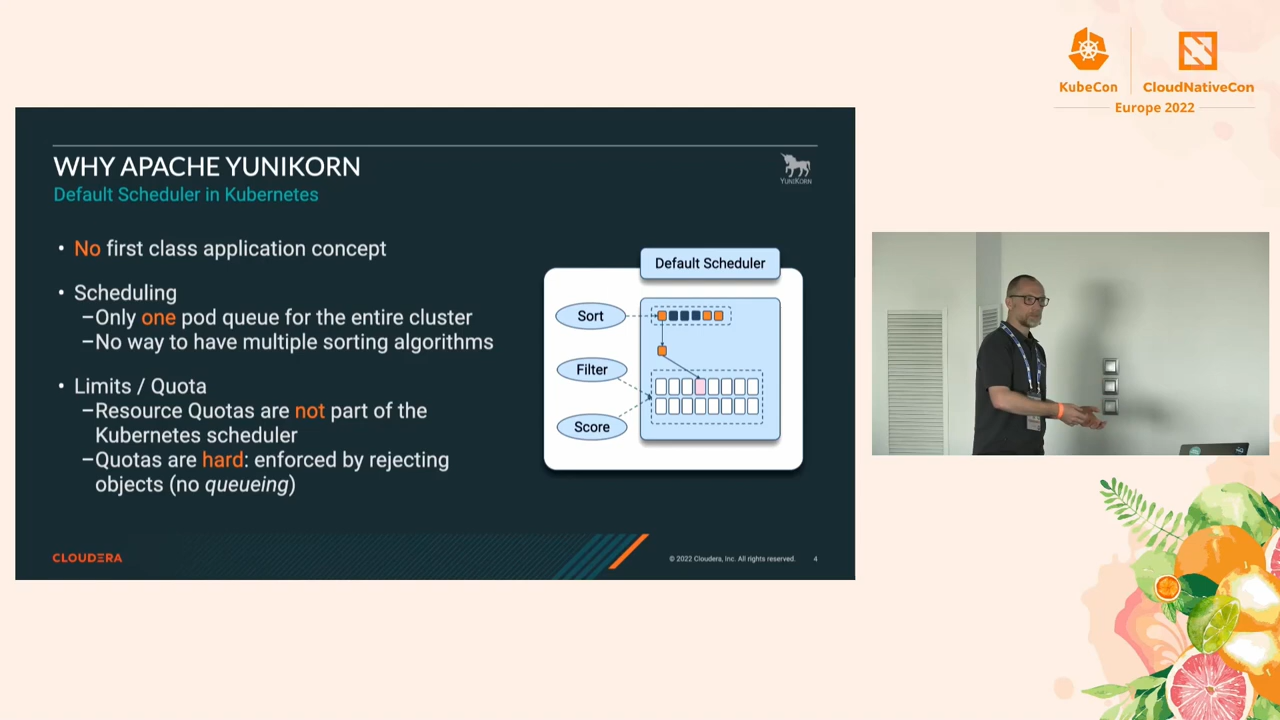 KubeCon
CloudNativeCon
Europe 2022
WHY APACHE YUNIKORN
YUNIKORN
Default Scheduler in Kubernetes
• No first class application concept
• Scheduling
–Only one pod queue for the entire cluster
–No way to have multiple sorting algorithms
• Limits / Quota
–Resource Quotas are not part of the
Kubernetes scheduler
–Quotas are hard: enforced by rejecting
objects (no queueing)
Default Scheduler
Sort
Filter
Score
CLOUDERA
© 2022 Cloudera, Inc. All rights reserved.
4